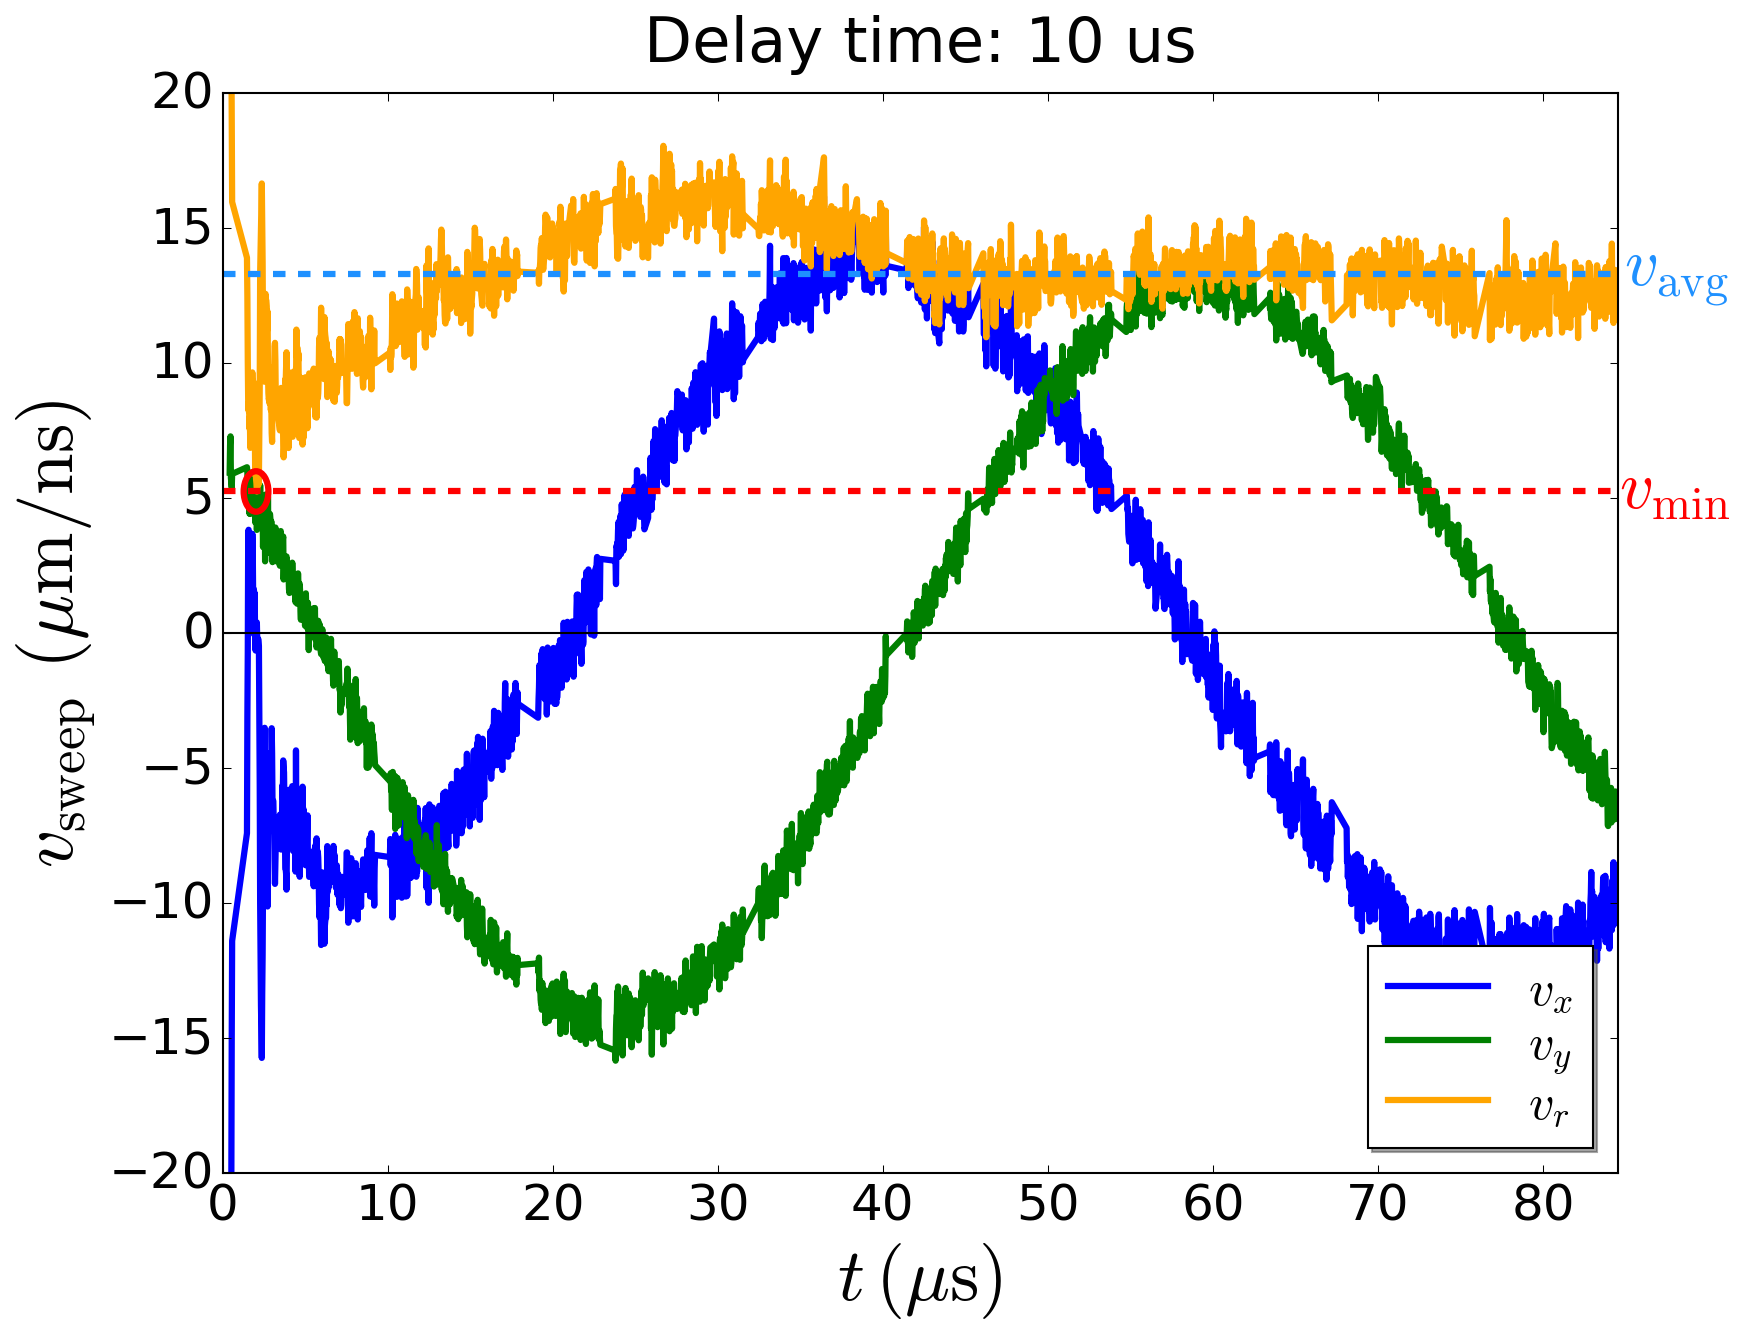 Delay time: 10 us
20
15
10
5
0
−5
−10
−15
−20
v_sweep (μm/ns)
v_avg
v_min
v_x
v_y
v_r
0 10 20 30 40 50 60 70 80
t (μs)